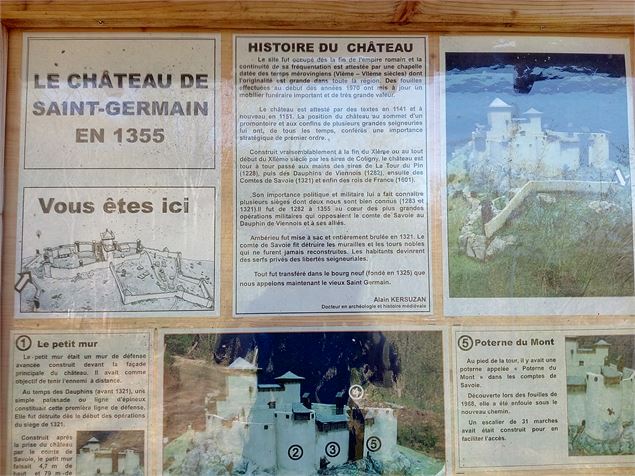 LE CHÂTEAU DE
SAINT-GERMAIN
EN 1355
Vous êtes ici
HISTOIRE DU CHÂTEAU
Le site fut occupé dès la fin de l'empire romain et la
continuité de sa fréquentation est attestée par une chapelle
datée des temps mérovingiens (VIème – VIIème siècles) dont
l'originalité est grande dans toute la région. Des fouilles
effectuées au début des années 1970 ont mis à jour un
mobilier funéraire important et de très grande valeur.
Le château est attesté par des textes en 1141 et à
nouveau en 1151. La position du château au sommet d'un
promontoire et aux confins de plusieurs grandes seigneuries
lui ont, de tous les temps, conférés une importance
stratégique de premier ordre.
Construit vraisemblablement à la fin du XIème ou au tout
début du XIIème siècle par les sires de Coligny, le château est
tour à tour passé aux mains des sires de La Tour du Pin
(1228), puis des Dauphins de Viennois (1282), ensuite des
Comtes de Savoie (1321) et enfin des rois de France (1601).
Son importance politique et militaire lui a fait connaître
plusieurs sièges dont deux nous sont bien connus (1283 et
1321).Il fut de 1282 à 1355 au cœur des plus grandes
opérations militaires qui opposaient le comte de Savoie au
Dauphin de Viennois et à ses alliés.
Ambérieu fut mise à sac et entièrement brulée en 1321. Le
comte de Savoie fit détruire les murailles et les tours nobles
qui ne furent jamais reconstruites. Les habitants devinrent
des serfs privés des libertés seigneuriales.
Tout fut transféré dans le bourg neuf (fondé en 1325) que
nous appelons maintenant le vieux Saint Germain.
Alain KERSUZAN
Docteur en archéologie et histoire médiévale
1 Le petit mur
Le petit mur était un mur de défense
avancée construit devant la façade
principale du château. Il avait comme
objectif de tenir l'ennemi à distance.
Au temps des Dauphins (avant 1321), une
simple palissade ou ligne d'épineux
constituait cette première ligne de défense.
Elle fut détruite dès le début des opérations
du siège de 1321.
Construit après
la prise du château
par le comte de
Savoie, le petit mur
faisait 4,7 m de
haut et 79 m de
2
3
5
5 Poterne du Mont
Au pied de la tour, il y avait une
poterne appelée « Poterne du
Mont » dans les comptes de
Savoie.
Découverte lors des fouilles de
1968, elle a été enfouie sous le
nouveau chemin.
Un escalier de 31 marches
avait était construit pour en
faciliter l'accès.